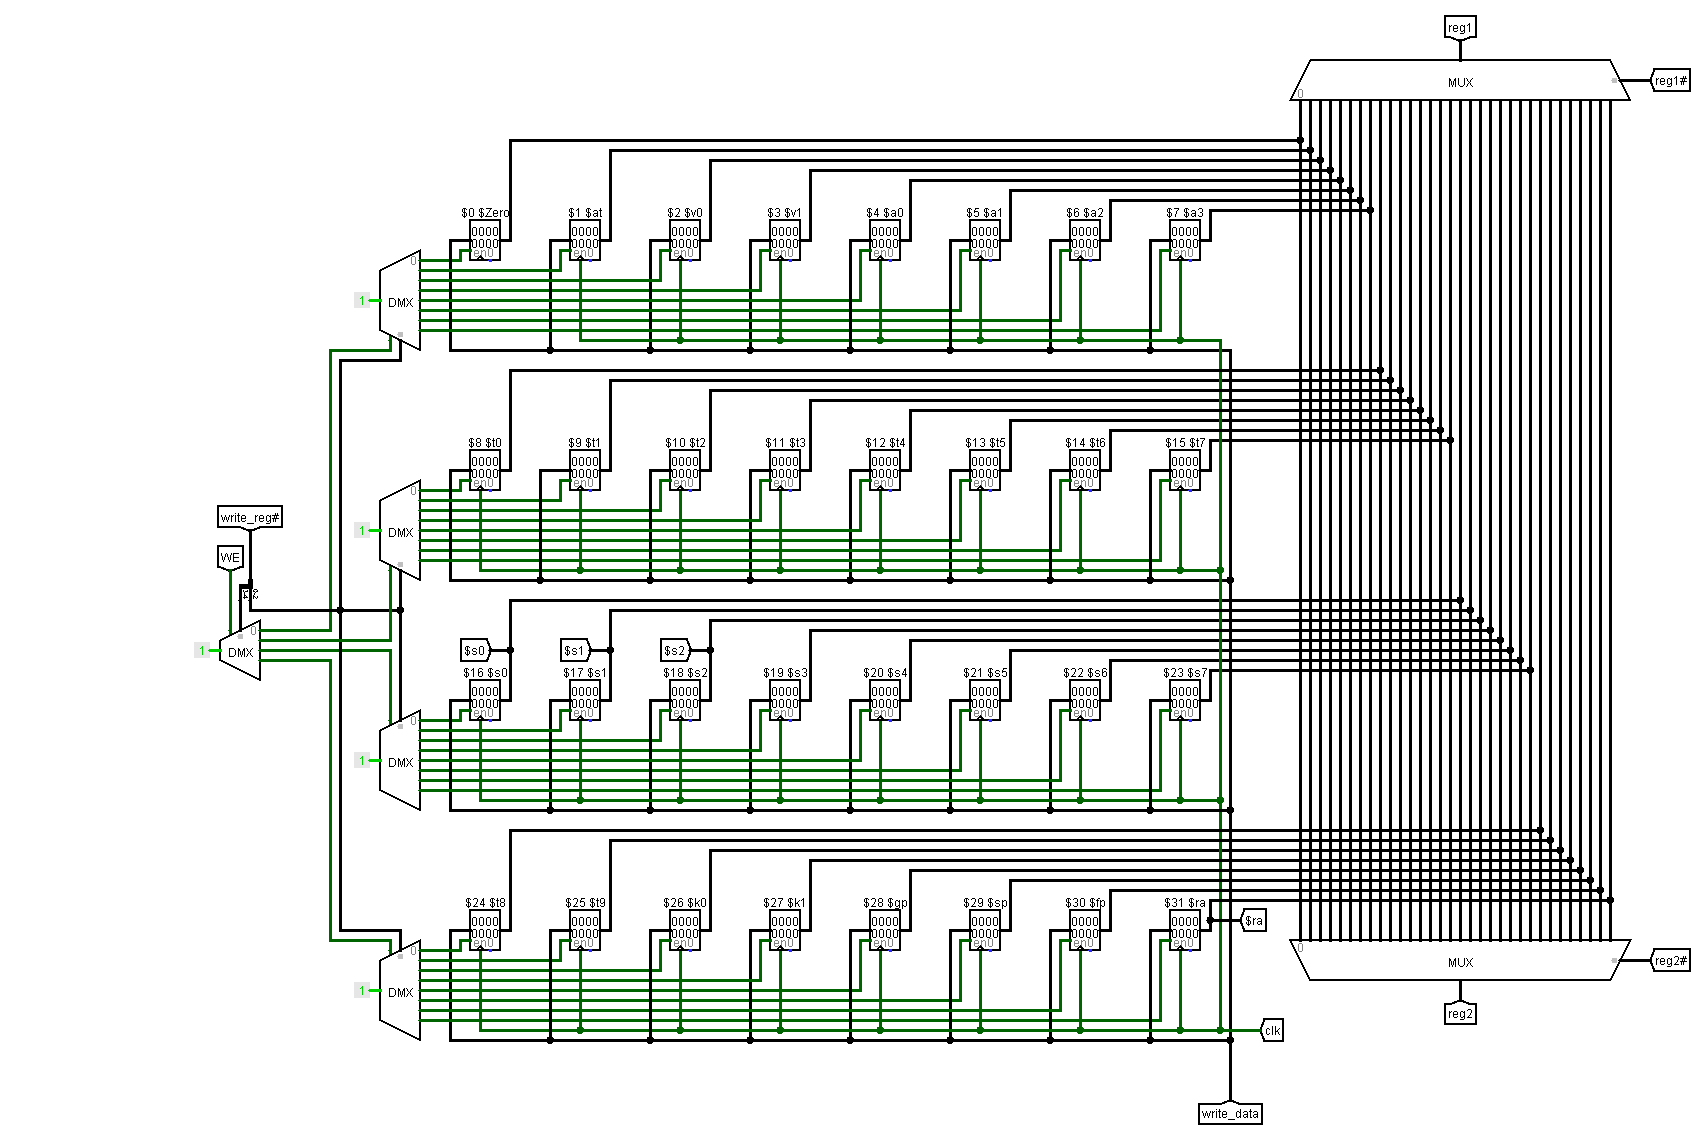 reg1
MUX
reg1#
0
$0 $Zero $1 $at $2 $v0 $3 $v1 $4 $a0 $5 $a1 $6 $a2 $7 $a3
0000 0000 0000 0000 0000 0000 0000 0000
0000 0000 0000 0000 0000 0000 0000 0000
en0 en0 en0 en0 en0 en0 en0 en0
0
1 DMX
$8 $t0 $9 $t1 $10 $t2 $11 $t3 $12 $t4 $13 $t5 $14 $t6 $15 $t7
0000 0000 0000 0000 0000 0000 0000 0000
0000 0000 0000 0000 0000 0000 0000 0000
en0 en0 en0 en0 en0 en0 en0 en0
0
write_reg#
1 DMX
WE
0
1 DMX
$s0 $s1 $s2
$16 $s0 $17 $s1 $18 $s2 $19 $s3 $20 $s4 $21 $s5 $22 $s6 $23 $s7
0000 0000 0000 0000 0000 0000 0000 0000
0000 0000 0000 0000 0000 0000 0000 0000
en0 en0 en0 en0 en0 en0 en0 en0
0
1 DMX
$24 $t8 $25 $t9 $26 $k0 $27 $k1 $28 $gp $29 $sp $30 $fp $31 $ra
0000 0000 0000 0000 0000 0000 0000 0000
$ra
0000 0000 0000 0000 0000 0000 0000 0000
en0 en0 en0 en0 en0 en0 en0 en0
0
0
MUX
reg2#
1 DMX
reg2
clk
write_data